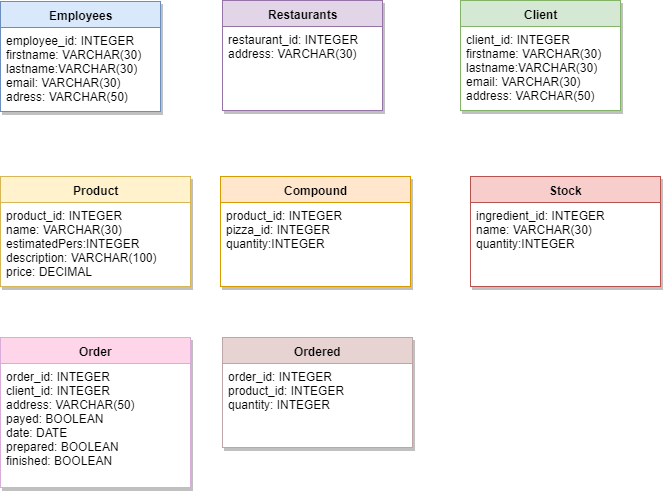 Employees
employee_id: INTEGER
firstname: VARCHAR(30)
lastname:VARCHAR(30)
email: VARCHAR(30)
adress: VARCHAR(50)
Restaurants
restaurant_id: INTEGER
address: VARCHAR(30)
Client
client_id: INTEGER
firstname: VARCHAR(30)
lastname:VARCHAR(30)
email: VARCHAR(30)
address: VARCHAR(50)
Product
product_id: INTEGER
name: VARCHAR(30)
estimatedPers:INTEGER
description: VARCHAR(100)
price: DECIMAL
Compound
product_id: INTEGER
pizza_id: INTEGER
quantity:INTEGER
Stock
ingredient_id: INTEGER
name: VARCHAR(30)
quantity:INTEGER
Order
order_id: INTEGER
client_id: INTEGER
address: VARCHAR(50)
payed: BOOLEAN
date: DATE
prepared: BOOLEAN
finished: BOOLEAN
Ordered
order_id: INTEGER
product_id: INTEGER
quantity: INTEGER